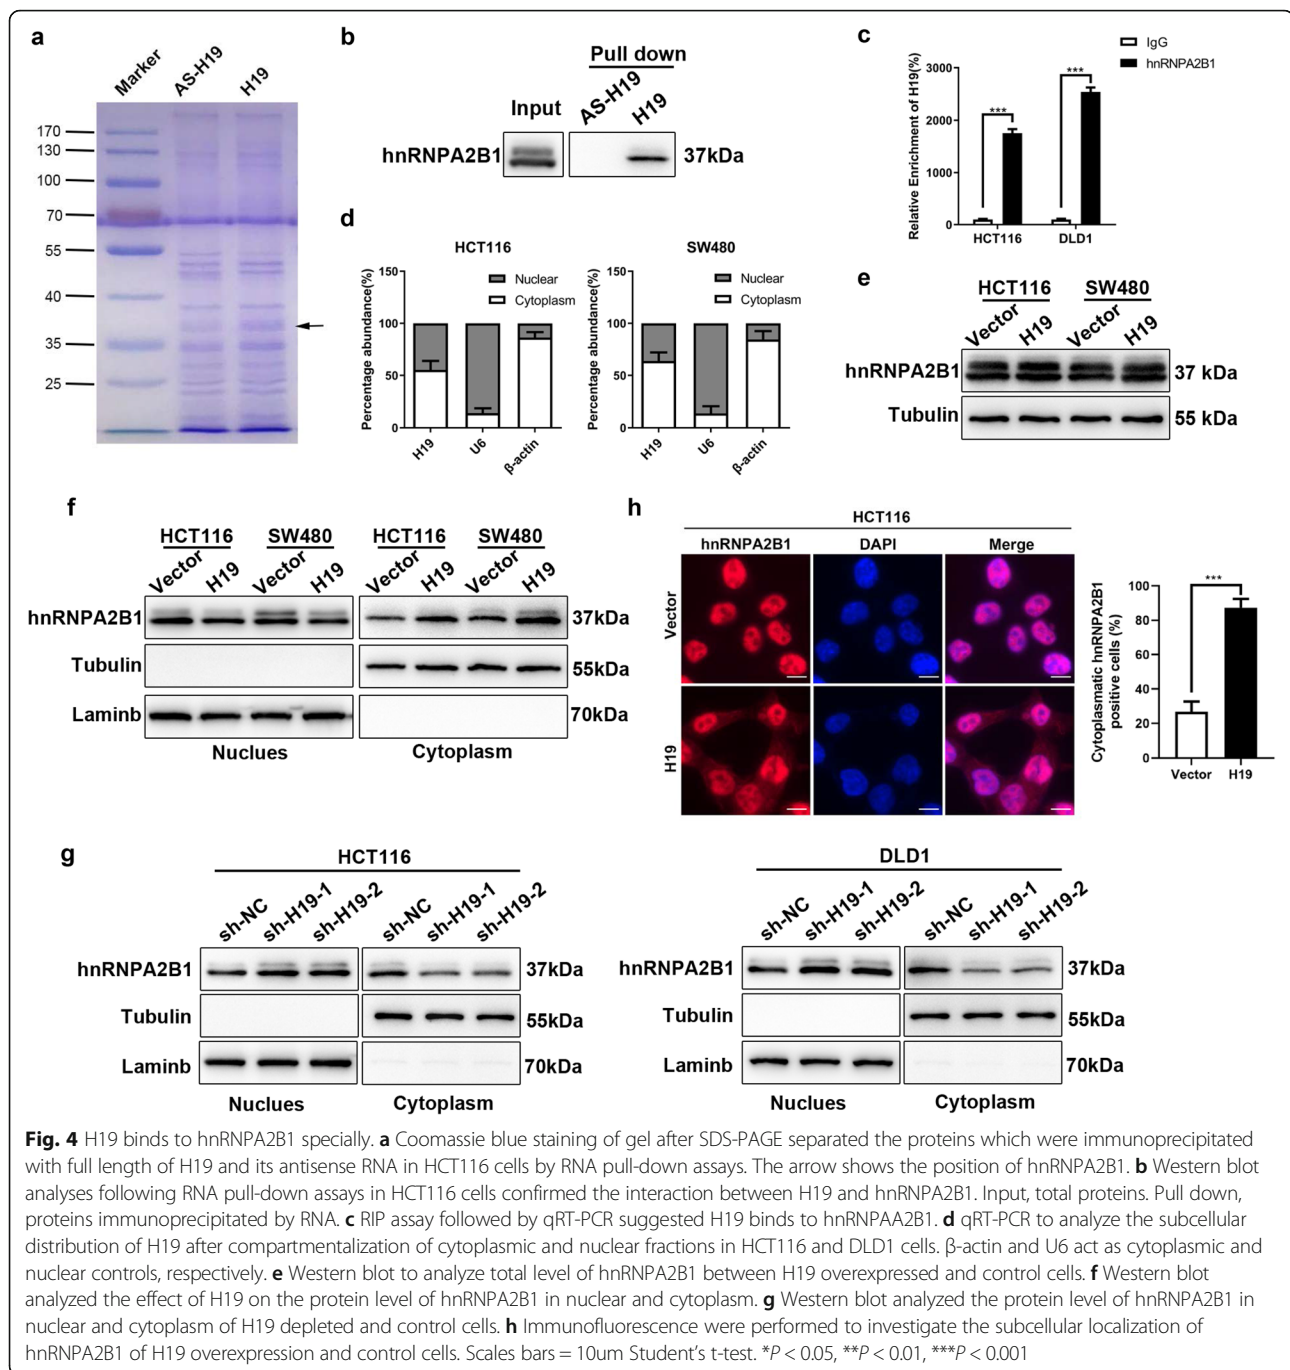 a
Marker
AS-H19
H19
170
130
100
70
55
40
35
25
b
Pull down
Input
AS-H19
H19
hnRNPA2B1
37kDa
c
IgG
hnRNPA2B1
Relative Enrichment of H19(%)
3000
2000
1000
0
***
***
HCT116
DLD1
d
HCT116
Nuclear
Cytoplasm
Percentage abundance(%)
150
100
50
0
H19
U6
β-actin
SW480
Nuclear
Cytoplasm
Percentage abundance(%)
150
100
50
0
H19
U6
β-actin
e
HCT116 SW480
Vector H19 Vector H19
hnRNPA2B1 37 kDa
Tubulin 55 kDa
f
HCT116 SW480 HCT116 SW480
Vector H19 Vector H19 Vector H19 Vector H19
hnRNPA2B1 37kDa
Tubulin 55kDa
Laminb 70kDa
Nuclues Cytoplasm
h
HCT116
hnRNPA2B1 DAPI Merge
Vector
H19
Cytoplasmatic hnRNPA2B1
positive cells (%)
100
80
60
40
20
0
***
Vector H19
g
HCT116
sh-NC sh-H19-1 sh-H19-2 sh-NC sh-H19-1 sh-H19-2
hnRNPA2B1 37kDa
Tubulin 55kDa
Laminb 70kDa
Nuclues Cytoplasm
DLD1
sh-NC sh-H19-1 sh-H19-2 sh-NC sh-H19-1 sh-H19-2
hnRNPA2B1 37kDa
Tubulin 55kDa
Laminb 70kDa
Nuclues Cytoplasm
Fig. 4 H19 binds to hnRNPA2B1 specially. a Coomassie blue staining of gel after SDS-PAGE separated the proteins which were immunoprecipitated
with full length of H19 and its antisense RNA in HCT116 cells by RNA pull-down assays. The arrow shows the position of hnRNPA2B1. b Western blot
analyses following RNA pull-down assays in HCT116 cells confirmed the interaction between H19 and hnRNPA2B1. Input, total proteins. Pull down,
proteins immunoprecipitated by RNA. c RIP assay followed by qRT-PCR suggested H19 binds to hnRNPAA2B1. d qRT-PCR to analyze the subcellular
distribution of H19 after compartmentalization of cytoplasmic and nuclear fractions in HCT116 and DLD1 cells. β-actin and U6 act as cytoplasmic and
nuclear controls, respectively. e Western blot to analyze total level of hnRNPA2B1 between H19 overexpressed and control cells. f Western blot
analyzed the effect of H19 on the protein level of hnRNPA2B1 in nuclear and cytoplasm. g Western blot analyzed the protein level of hnRNPA2B1 in
nuclear and cytoplasm of H19 depleted and control cells. h Immunofluorescence were performed to investigate the subcellular localization of
hnRNPA2B1 of H19 overexpression and control cells. Scales bars = 10um Student's t-test. *P < 0.05, **P < 0.01, ***P < 0.001